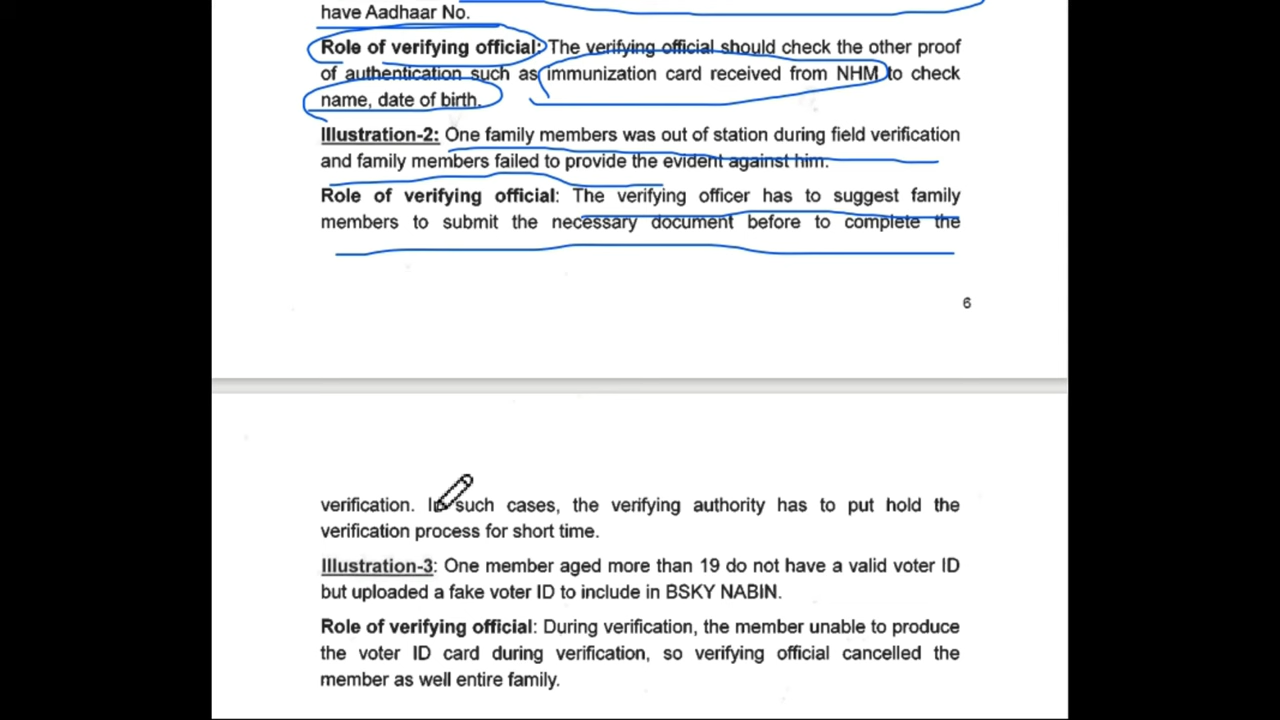 have Aadhaar No.
Role of verifying official: The verifying official should check the other proof
of authentication such as immunization card received from NHM to check
name, date of birth.
Illustration-2: One family members was out of station during field verification
and family members failed to provide the evident against him.
Role of verifying official: The verifying officer has to suggest family
members to submit the necessary document before to complete the
6
verification. In such cases, the verifying authority has to put hold the
verification process for short time.
Illustration-3: One member aged more than 19 do not have a valid voter ID
but uploaded a fake voter ID to include in BSKY NABIN.
Role of verifying official: During verification, the member unable to produce
the voter ID card during verification, so verifying official cancelled the
member as well entire family.